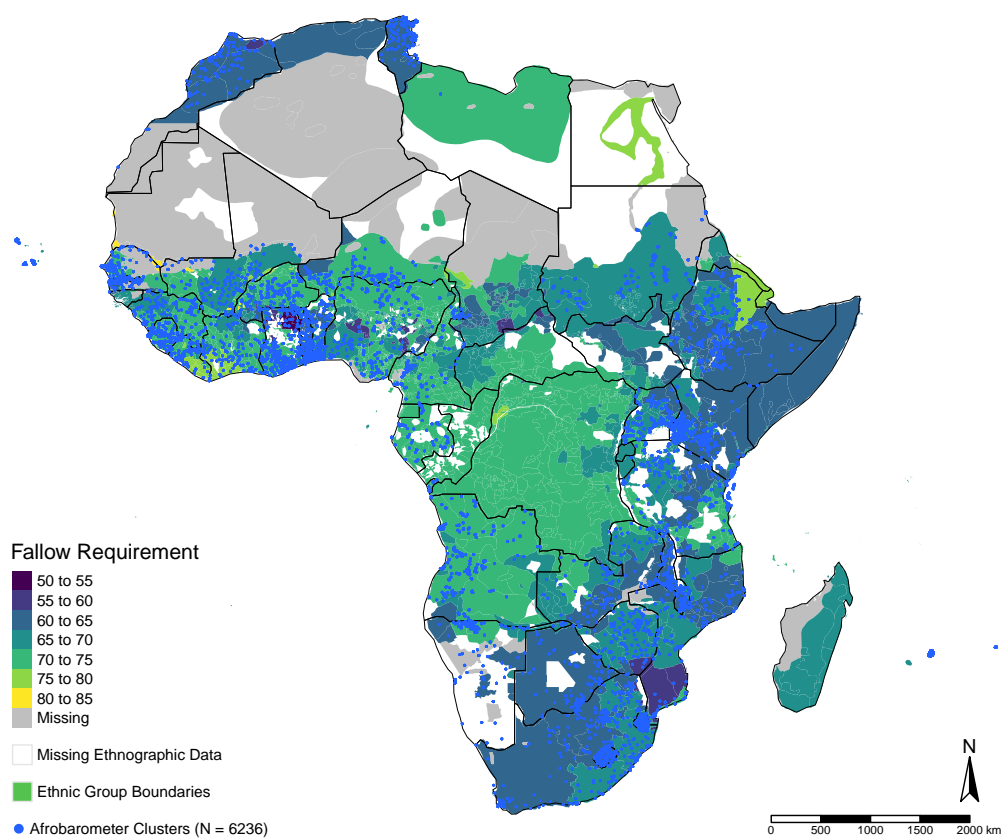 Fallow Requirement
50 to 55
55 to 60
60 to 65
65 to 70
70 to 75
75 to 80
80 to 85
Missing
Missing Ethnographic Data
Ethnic Group Boundaries
Afrobarometer Clusters (N = 6236)
N
0 500 1000 1500 2000 km